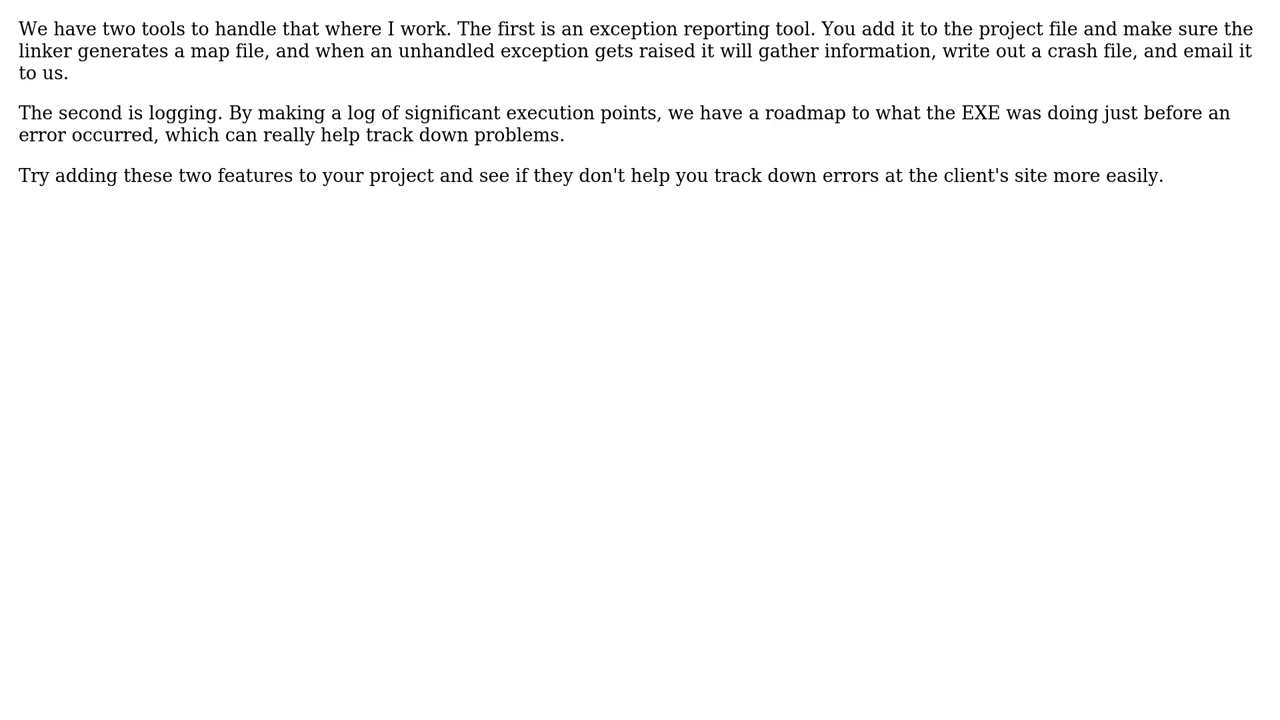 We have two tools to handle that where I work. The first is an exception reporting tool. You add it to the project file and make sure the
linker generates a map file, and when an unhandled exception gets raised it will gather information, write out a crash file, and email it
to us.
The second is logging. By making a log of significant execution points, we have a roadmap to what the EXE was doing just before an
error occurred, which can really help track down problems.
Try adding these two features to your project and see if they don't help you track down errors at the client's site more easily.